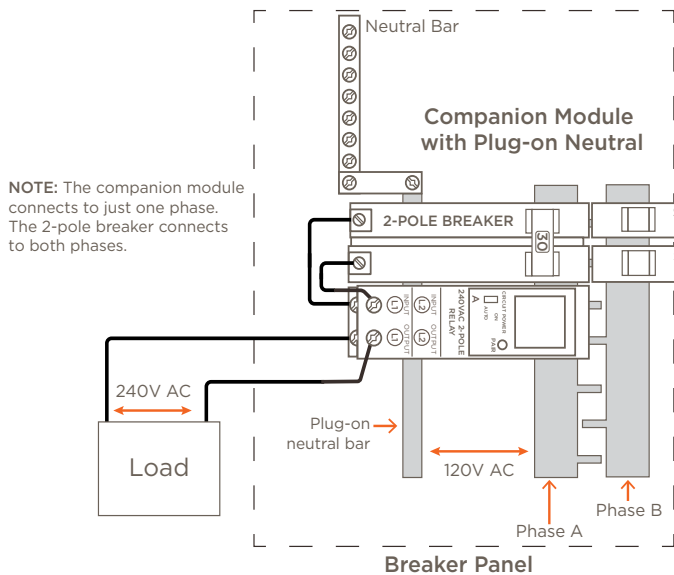 Neutral Bar
Companion Module
with Plug-on Neutral
NOTE: The companion module
connects to just one phase.
The 2-pole breaker connects
to both phases.
2-POLE BREAKER
30
L1
INPUT
L2
INPUT
L1
OUTPUT
L2
OUTPUT
240VAC 2-POLE
RELAY
CIRCUIT POWER
A
ON
AUTO
PAIR
240V AC
Load
Plug-on
neutral bar
120V AC
Phase A
Phase B
Breaker Panel